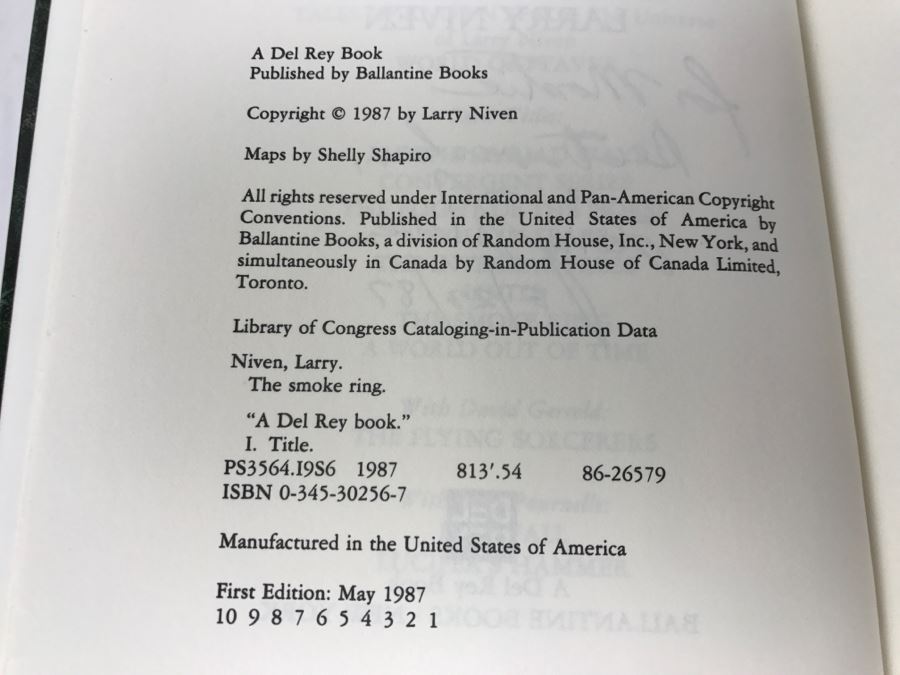 A Del Rey Book
Published by Ballantine Books
Copyright © 1987 by Larry Niven
Maps by Shelly Shapiro
All rights reserved under International and Pan-American Copyright
Conventions. Published in the United States of America by
Ballantine Books, a division of Random House, Inc., New York, and
simultaneously in Canada by Random House of Canada Limited,
Toronto.
Library of Congress Cataloging-in-Publication Data
Niven, Larry.
The smoke ring.
“A Del Rey book.”
I. Title.
PS3564.I9S6 1987 813′.54 86-26579
ISBN 0-345-30256-7
Manufactured in the United States of America
First Edition: May 1987
10 9 8 7 6 5 4 3 2 1